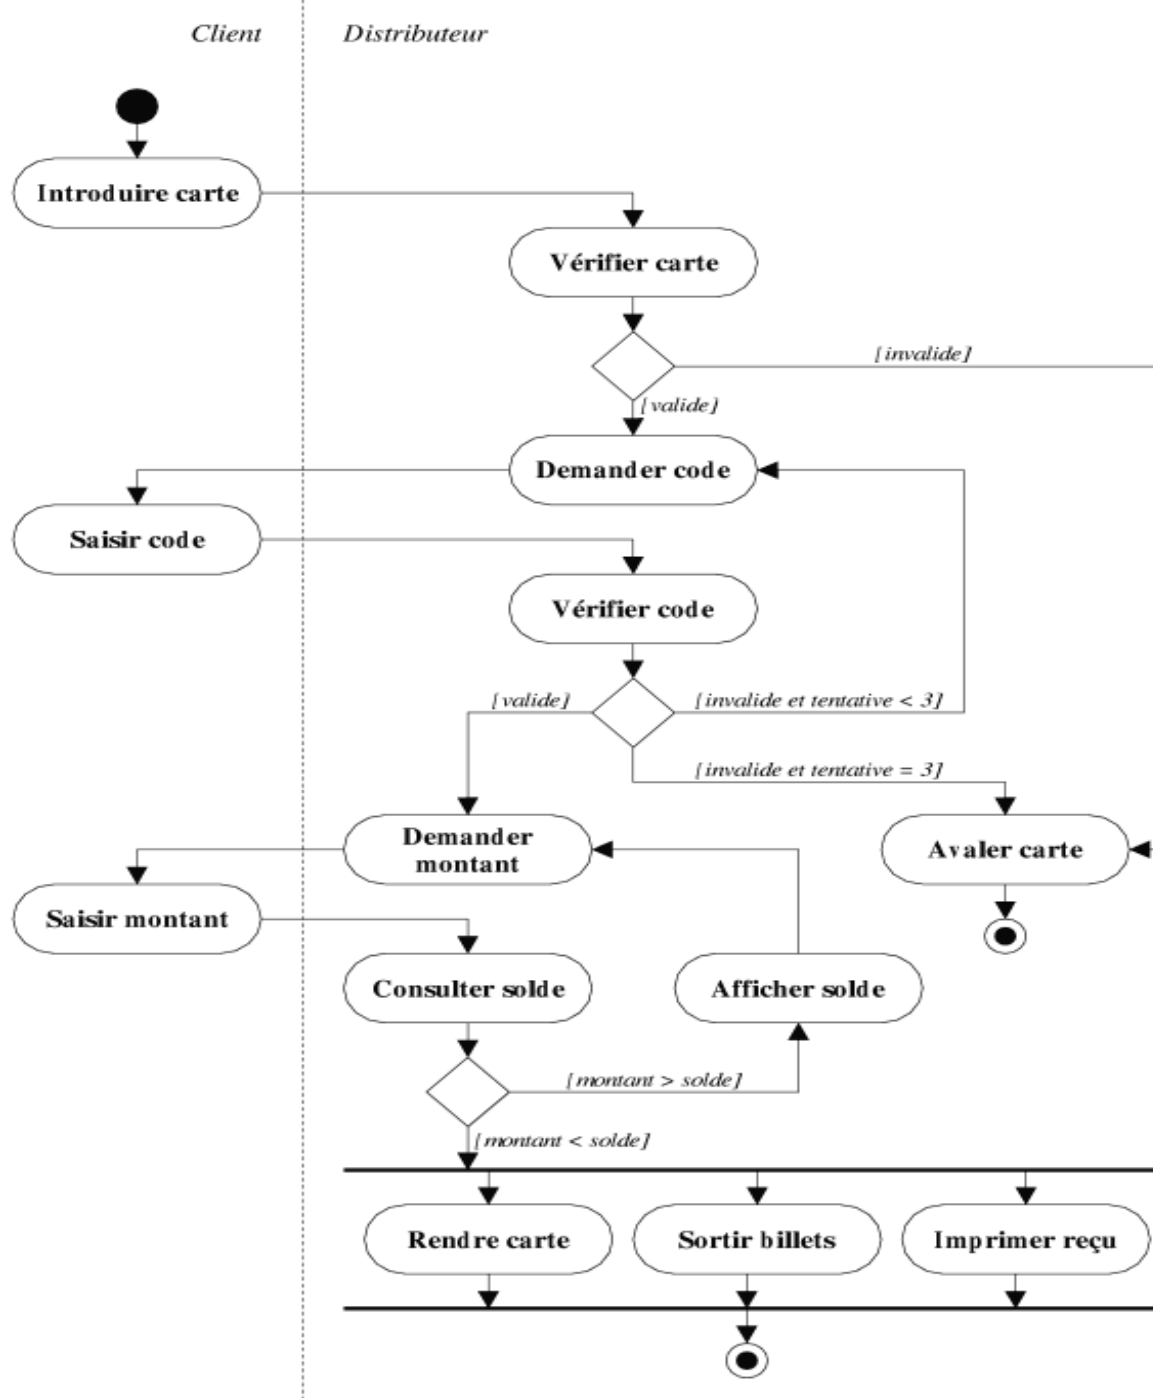 Client
Distributeur
Introduire carte
Vérifier carte
[invalide]
[valide]
Demander code
Saisir code
Vérifier code
[valide]
[invalide et tentative < 3]
[invalide et tentative = 3]
Demander
montant
Avaler carte
Saisir montant
Consulter solde
Afficher solde
[montant > solde]
[montant < solde]
Rendre carte
Sortir billets
Imprimer reçu